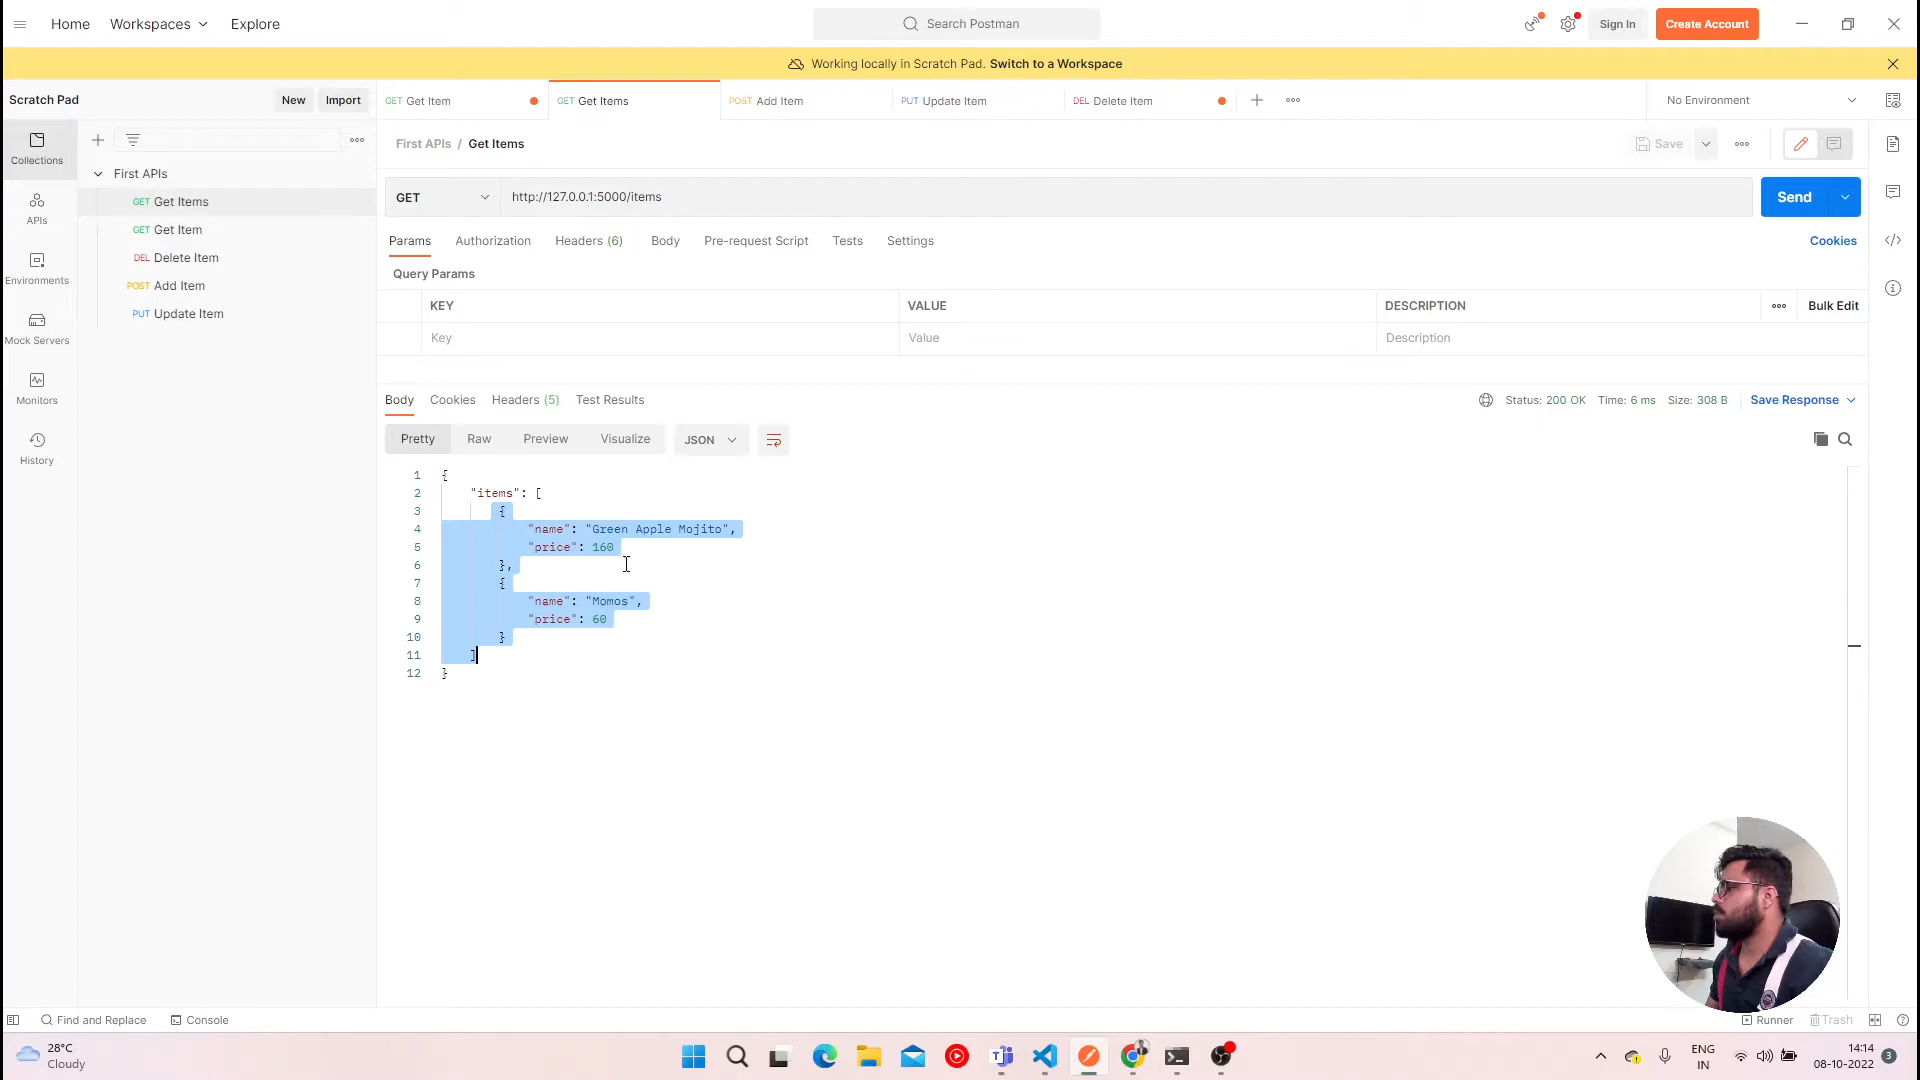 Home Workspaces Explore Search Postman Sign In Create Account
Working locally in Scratch Pad. Switch to a Workspace
Scratch Pad New Import GET Get Item GET Get Items POST Add Item PUT Update Item DEL Delete Item No Environment
Collections
First APIs / Get Items Save
First APIs
GET Get Items
GET http://127.0.0.1:5000/items Send
APIs
GET Get Item
Params Authorization Headers (6) Body Pre-request Script Tests Settings Cookies
DEL Delete Item
Environments
Query Params
POST Add Item
KEY VALUE DESCRIPTION Bulk Edit
PUT Update Item
Mock Servers
Key Value Description
Monitors
Body Cookies Headers (5) Test Results Status: 200 OK Time: 6 ms Size: 308 B Save Response
History
Pretty Raw Preview Visualize JSON
1 {
2 "items": [
3 {
4 "name": "Green Apple Mojito",
5 "price": 160
6 },
7 {
8 "name": "Momos",
9 "price": 60
10 }
11 ]
12 }
Find and Replace Console Runner Trash
28°C
Cloudy
ENG
IN
14:14
08-10-2022
3